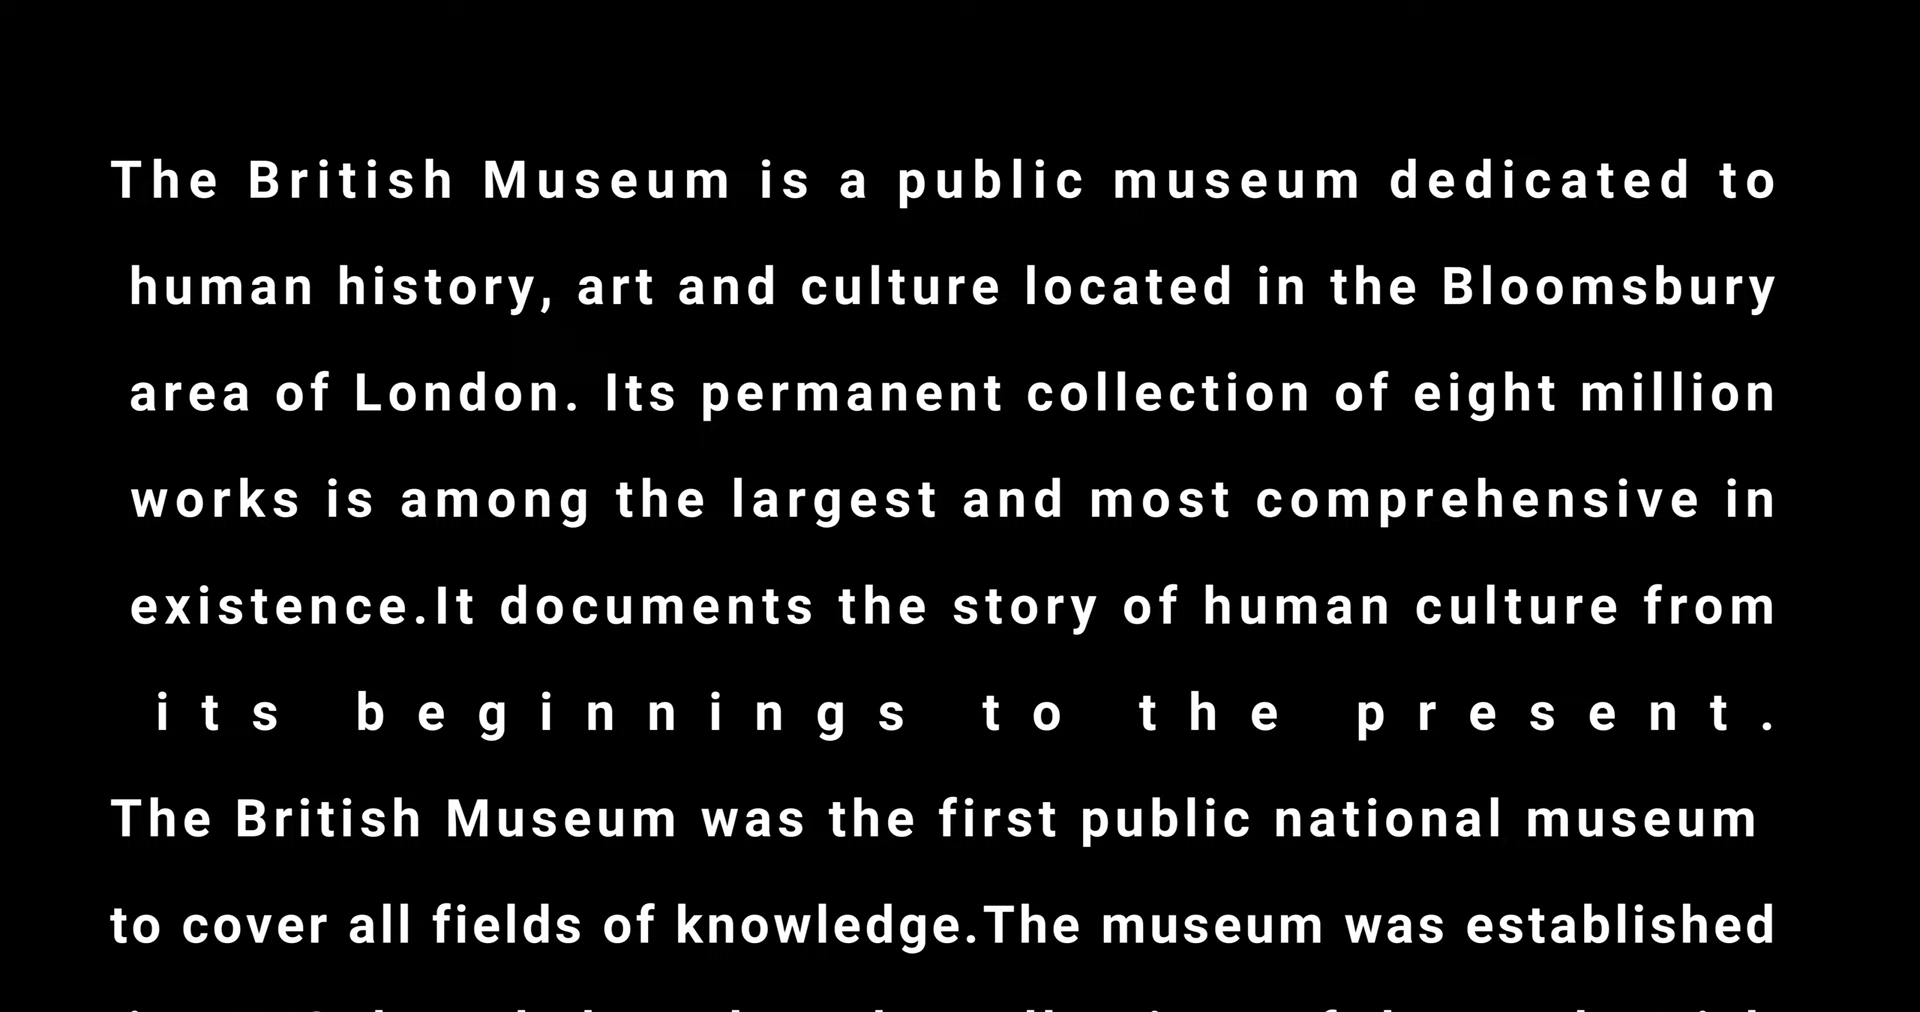 The British Museum is a public museum dedicated to
human history, art and culture located in the Bloomsbury
area of London. Its permanent collection of eight million
works is among the largest and most comprehensive in
existence.It documents the story of human culture from
its beginnings to the present.
The British Museum was the first public national museum
to cover all fields of knowledge.The museum was established